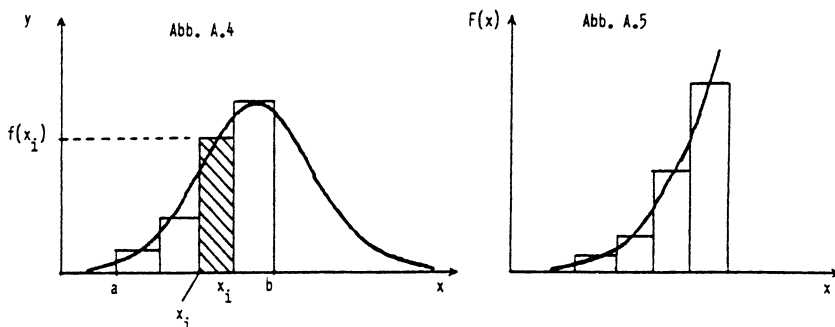 y
Abb. A.4
f(x_i)
a
x_i
b
x
x_i
F(x)
Abb. A.5
x